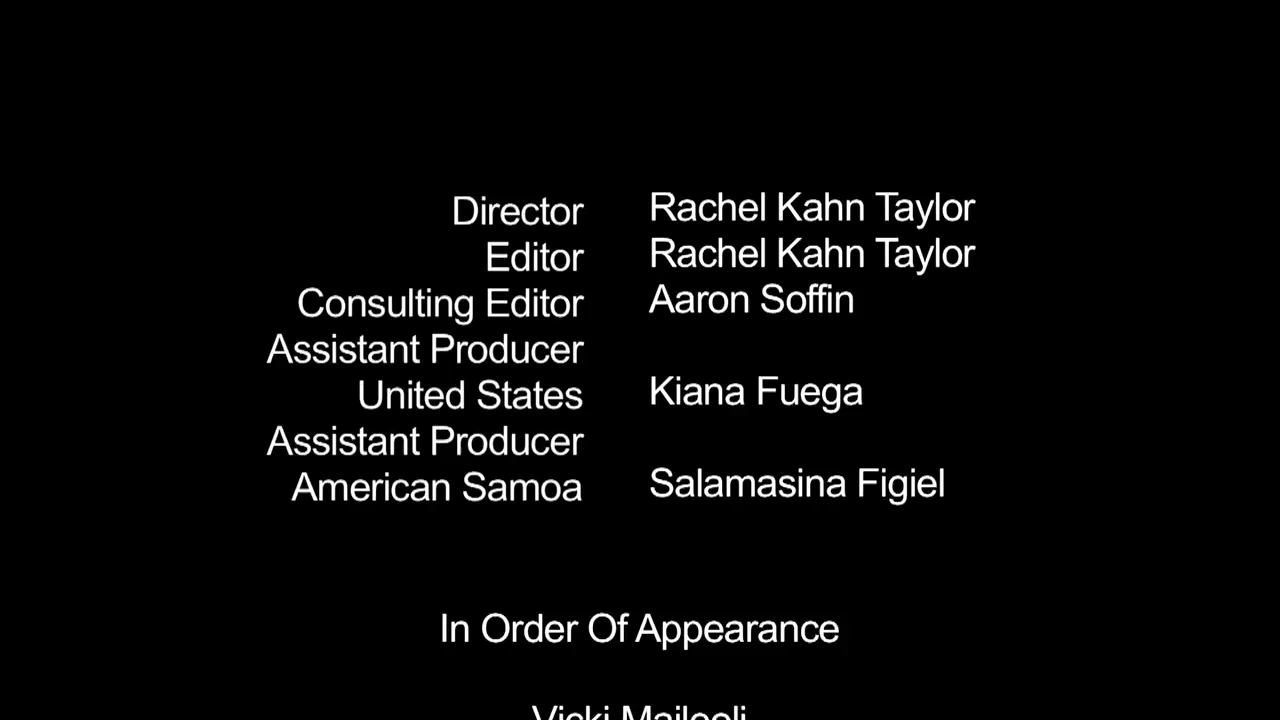 Director Rachel Kahn Taylor
Editor Rachel Kahn Taylor
Consulting Editor Aaron Soffin
Assistant Producer
United States Kiana Fuega
Assistant Producer
American Samoa Salamasina Figiel
In Order Of Appearance
Vicki